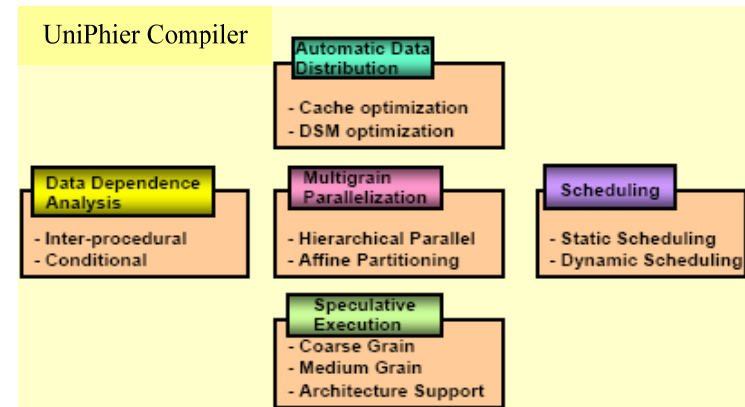 UniPhier Compiler
Automatic Data
Distribution
- Cache optimization
- DSM optimization
Data Dependence
Analysis
- Inter-procedural
- Conditional
Multigrain
Parallelization
- Hierarchical Parallel
- Affine Partitioning
Scheduling
- Static Scheduling
- Dynamic Scheduling
Speculative
Execution
- Coarse Grain
- Medium Grain
- Architecture Support